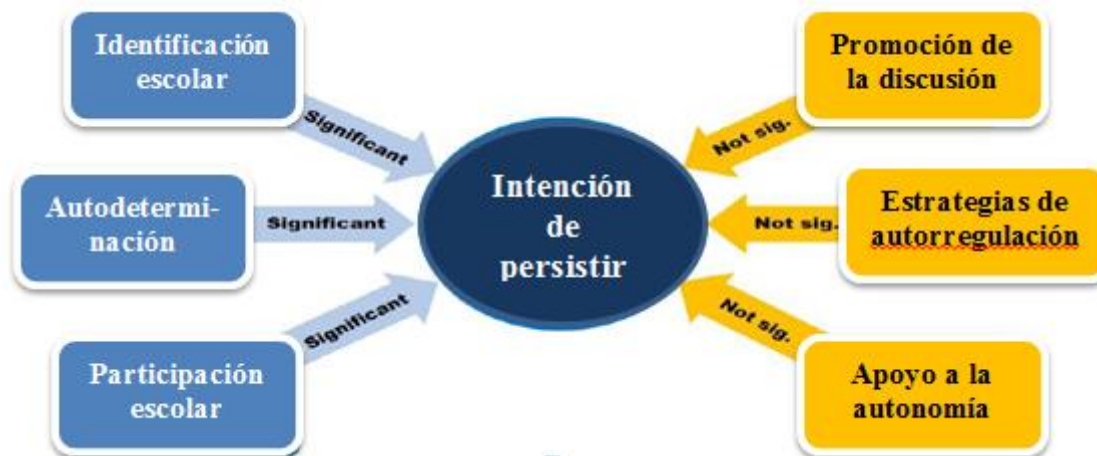 Identificación
escolar
Significant
Autodetermi-
nación
Significant
Participación
escolar
Significant
Intención
de
persistir
Promoción de
la discusión
Not sig.
Estrategias de
autorregulación
Not sig.
Apoyo a la
autonomía
Not sig.